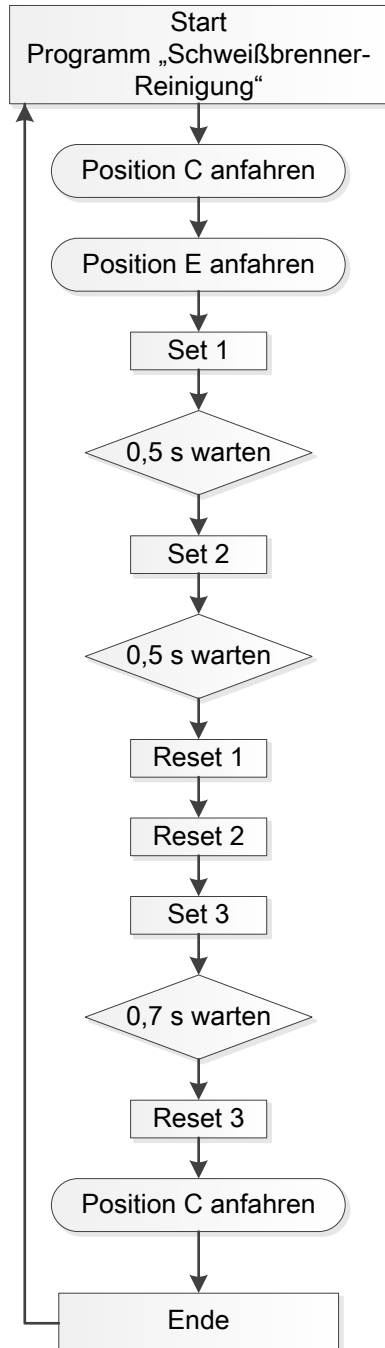 Start
Programm „Schweißbrenner-
Reinigung“
Position C anfahren
Position E anfahren
Set 1
0,5 s warten
Set 2
0,5 s warten
Reset 1
Reset 2
Set 3
0,7 s warten
Reset 3
Position C anfahren
Ende